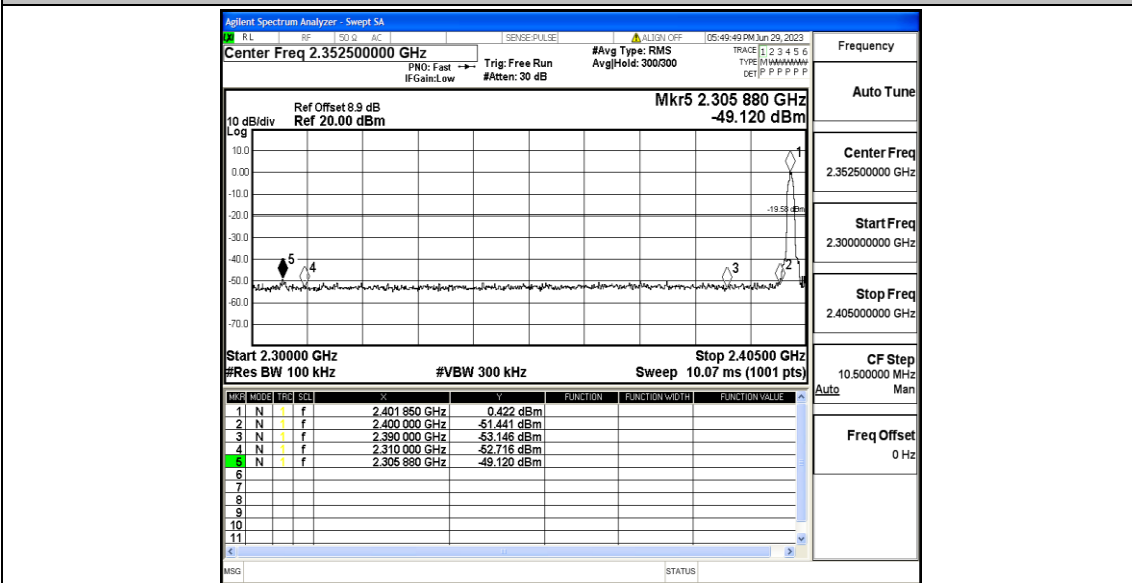 Agilent Spectrum Analyzer - Swept SA
RL RF 50 Ω AC SENSE:PULSE ALIGN OFF 05:49:49 PM Jun 29, 2023
Center Freq 2.352500000 GHz
PNO: Fast
IFGain:Low
Trig: Free Run
#Atten: 30 dB
#Avg Type: RMS
Avg|Hold: 300/300
TRACE 1 2 3 4 5 6
TYPE M W W W W W
DET P P P P P P
Frequency
Mkr5 2.305 880 GHz
-49.120 dBm
Ref Offset 8.9 dB
10 dB/div Ref 20.00 dBm
Log
10.0
0.00
-10.0
-20.0
-30.0
-40.0
-50.0
-60.0
-70.0
1
-19.58 dBm
5
4
3
2
Start 2.30000 GHz Stop 2.40500 GHz
#Res BW 100 kHz #VBW 300 kHz Sweep 10.07 ms (1001 pts)
MKR MODE TRC SCL X Y FUNCTION FUNCTION WIDTH FUNCTION VALUE
1 N 1 f 2.401 850 GHz 0.422 dBm
2 N 1 f 2.400 000 GHz -51.441 dBm
3 N 1 f 2.390 000 GHz -53.146 dBm
4 N 1 f 2.310 000 GHz -52.716 dBm
5 N 1 f 2.305 880 GHz -49.120 dBm
6
7
8
9
10
11
MSG STATUS
Auto Tune
Center Freq
2.352500000 GHz
Start Freq
2.300000000 GHz
Stop Freq
2.405000000 GHz
CF Step
10.500000 MHz
Auto Man
Freq Offset
0 Hz